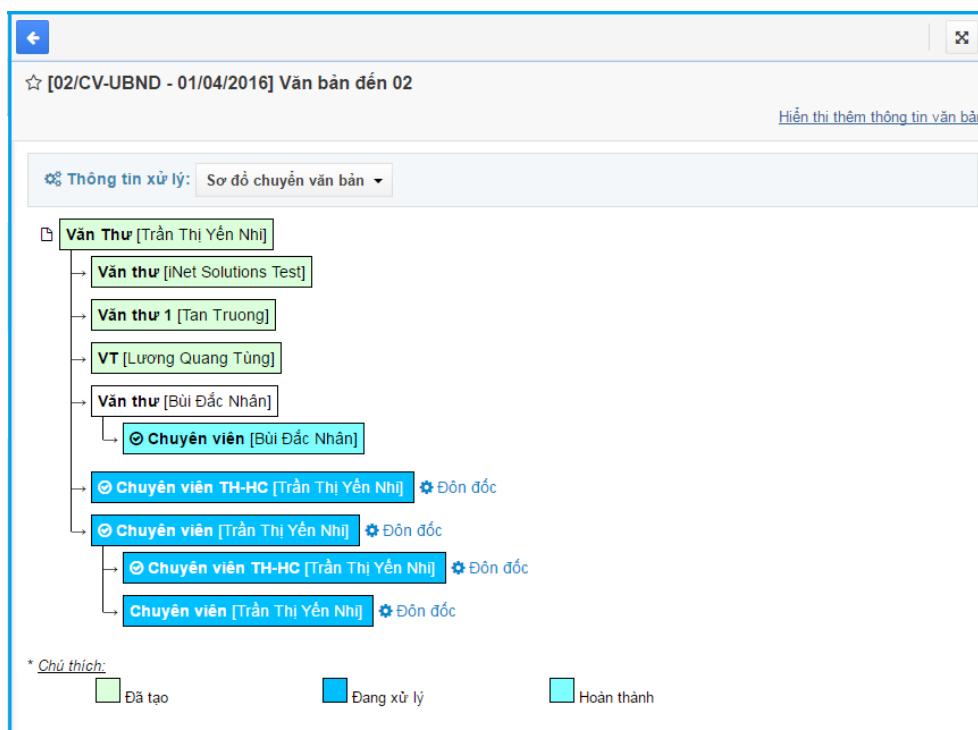 [02/CV-UBND - 01/04/2016] Văn bản đến 02
Hiển thi thêm thông tin văn bản
Thông tin xử lý: Sơ đồ chuyển văn bản
Văn Thư [Trần Thị Yến Nhi]
Văn thư [iNet Solutions Test]
Văn thư 1 [Tan Truong]
VT [Lương Quang Tùng]
Văn thư [Bùi Đắc Nhân]
Chuyên viên [Bùi Đắc Nhân]
Chuyên viên TH-HC [Trần Thị Yến Nhi] Đôn đốc
Chuyên viên [Trần Thị Yến Nhi] Đôn đốc
Chuyên viên TH-HC [Trần Thị Yến Nhi] Đôn đốc
Chuyên viên [Trần Thị Yến Nhi] Đôn đốc
* Chú thích:
Đã tạo Đang xử lý Hoàn thành